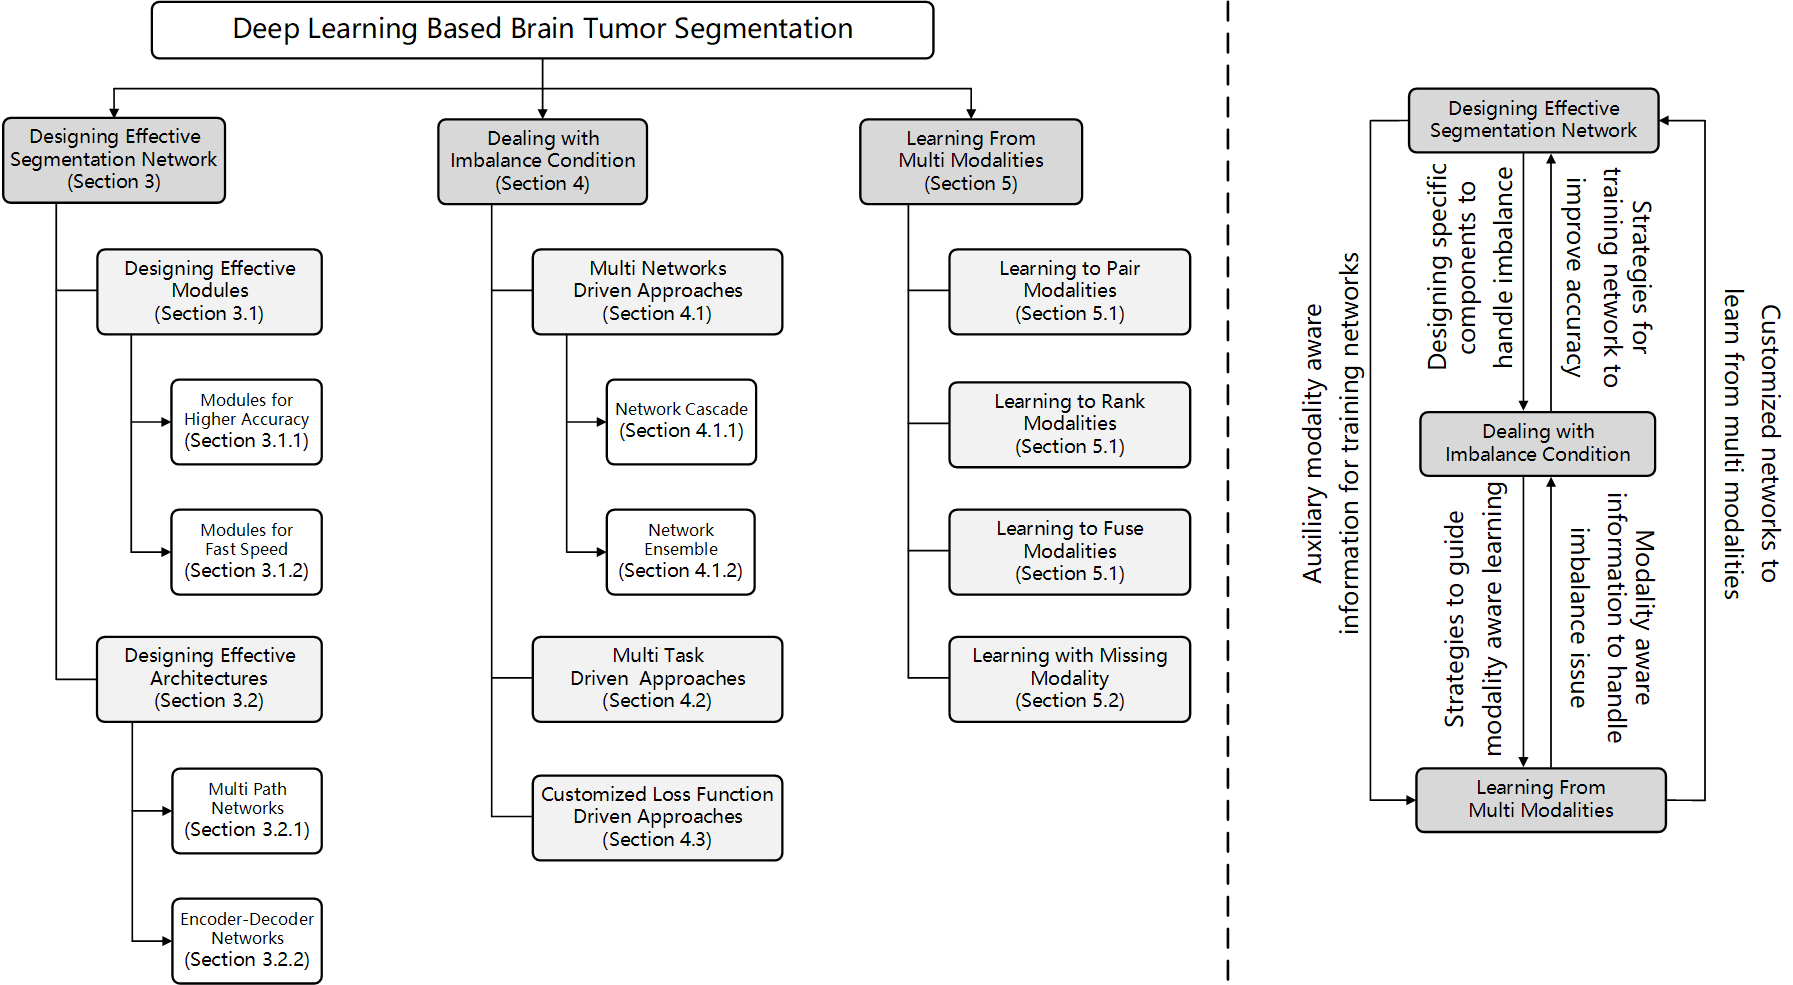 Deep Learning Based Brain Tumor Segmentation
Designing Effective
Segmentation Network
(Section 3)
Designing Effective
Modules
(Section 3.1)
Modules for
Higher Accuracy
(Section 3.1.1)
Modules for
Fast Speed
(Section 3.1.2)
Designing Effective
Architectures
(Section 3.2)
Multi Path
Networks
(Section 3.2.1)
Encoder-Decoder
Networks
(Section 3.2.2)
Dealing with
Imbalance Condition
(Section 4)
Multi Networks
Driven Approaches
(Section 4.1)
Network Cascade
(Section 4.1.1)
Network
Ensemble
(Section 4.1.2)
Multi Task
Driven Approaches
(Section 4.2)
Customized Loss Function
Driven Approaches
(Section 4.3)
Learning From
Multi Modalities
(Section 5)
Learning to Pair
Modalities
(Section 5.1)
Learning to Rank
Modalities
(Section 5.1)
Learning to Fuse
Modalities
(Section 5.1)
Learning with Missing
Modality
(Section 5.2)
Designing Effective
Segmentation Network
Auxiliary modality aware
information for training networks
Designing specific
components to
handle imbalance
Strategies for
training network to
improve accuracy
Customized networks to
learn from multi modalities
Dealing with
Imbalance Condition
Strategies to guide
modality aware learning
Modality aware
information to handle
imbalance issue
Learning From
Multi Modalities